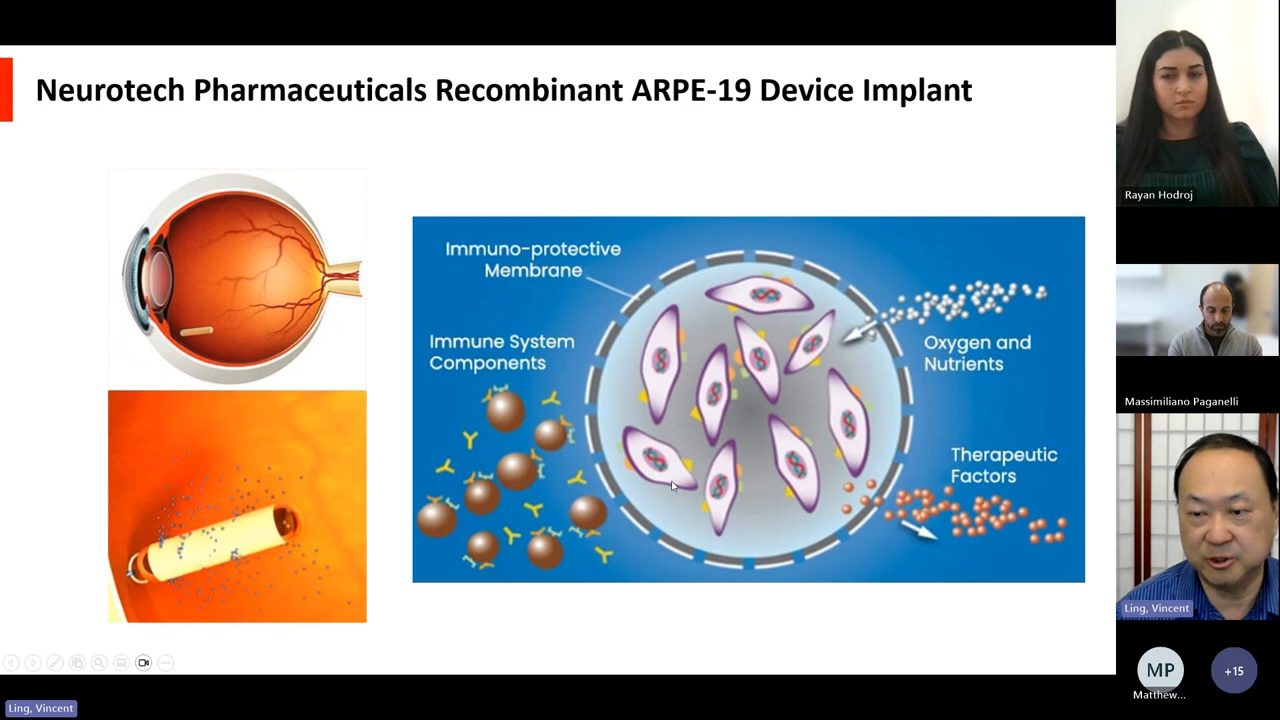 Neurotech Pharmaceuticals Recombinant ARPE-19 Device Implant
Immuno-protective
Membrane
Immune System
Components
Oxygen and
Nutrients
Therapeutic
Factors
Rayan Hodroj
Massimiliano Paganelli
Ling, Vincent
MP
Matthew...
+15
Ling, Vincent